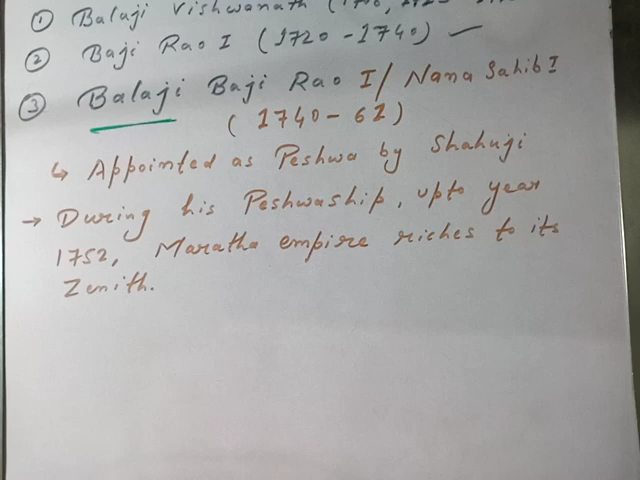 ① Balaji Vishwanath (
② Baji Rao I (1720 - 1740) —
③ Balaji Baji Rao I / Nana Sahib I
(1740 - 61)
↳ Appointed as Peshwa by Shahuji
→ During his Peshwaship, upto year
1752, Maratha empire riches to its
Zenith.